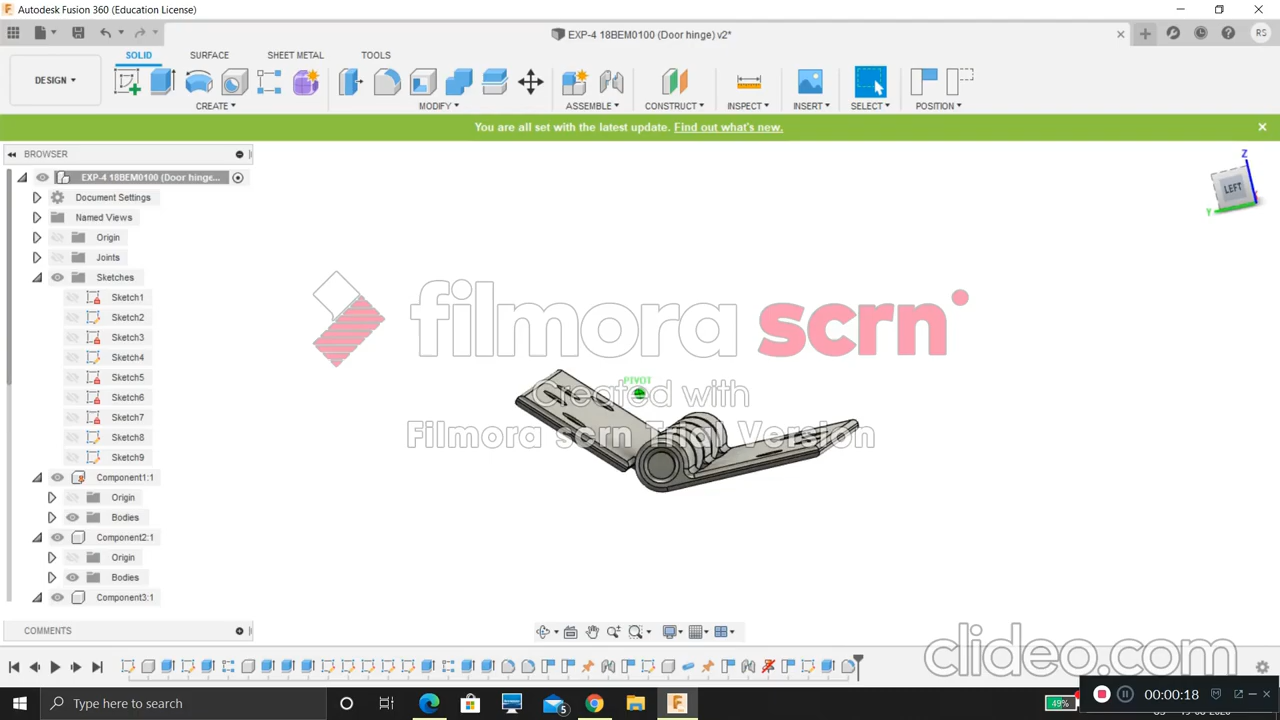 Autodesk Fusion 360 (Education License)
EXP-4 18BEM0100 (Door hinge) v2*
RS
DESIGN
SOLID
SURFACE
SHEET METAL
TOOLS
CREATE
MODIFY
ASSEMBLE
CONSTRUCT
INSPECT
INSERT
SELECT
POSITION
You are all set with the latest update. Find out what's new.
BROWSER
EXP-4 18BEM0100 (Door hinge...
Document Settings
Named Views
Origin
Joints
Sketches
Sketch1
Sketch2
Sketch3
Sketch4
Sketch5
Sketch6
Sketch7
Sketch8
Sketch9
Component1:1
Origin
Bodies
Component2:1
Origin
Bodies
Component3:1
Z
LEFT
Y
filmora scrn
PIVOT
Created with
Filmora scrn Trial Version
COMMENTS
clideo.com
Type here to search
5
49%
00:00:18